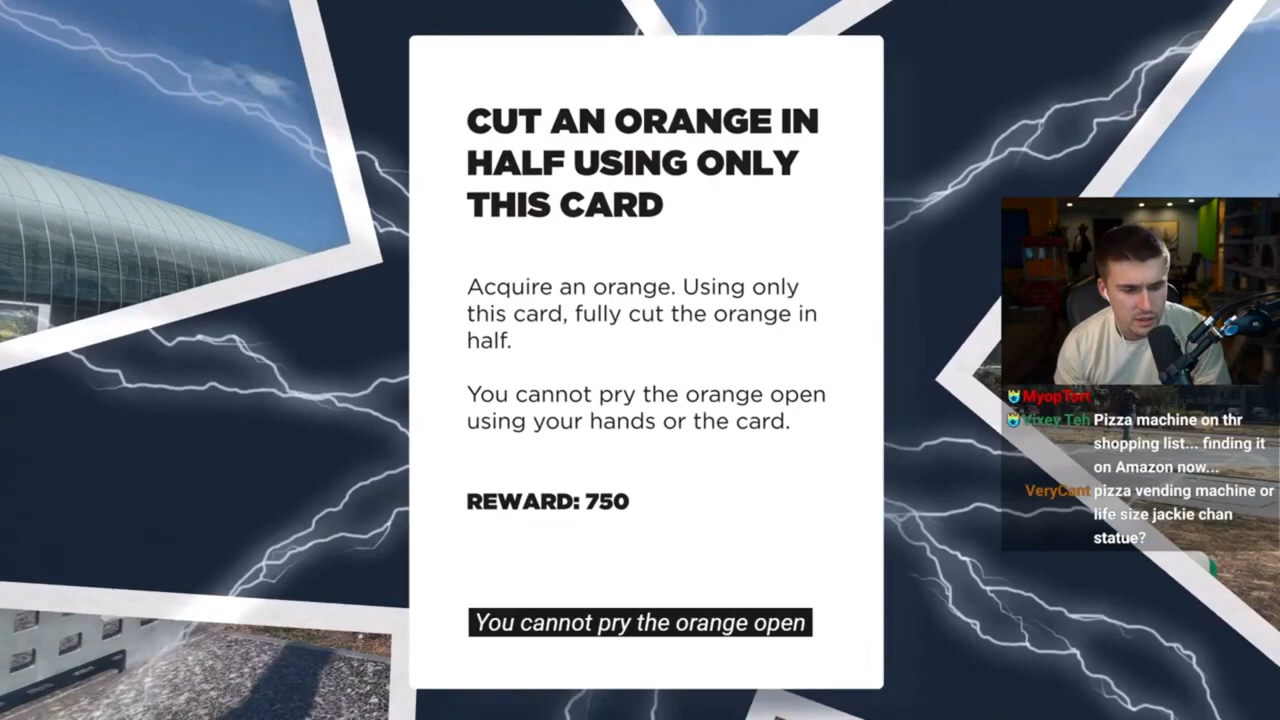 CUT AN ORANGE IN
HALF USING ONLY
THIS CARD
Acquire an orange. Using only
this card, fully cut the orange in
half.
You cannot pry the orange open
using your hands or the card.
REWARD: 750
You cannot pry the orange open
MyopTort
Vixey Teh Pizza machine on thr
shopping list... finding it
on Amazon now...
VeryCant pizza vending machine or
life size jackie chan
statue?